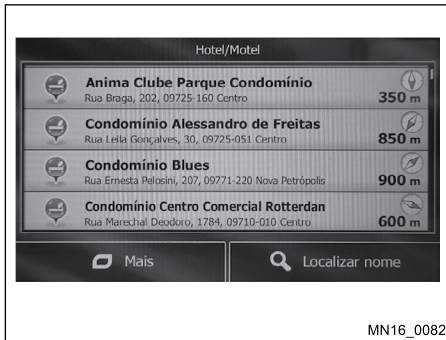 Hotel/Motel
Anima Clube Parque Condomínio
Rua Braga, 202, 09725-160 Centro
350 m
Condomínio Alessandro de Freitas
Rua Leila Gonçalves, 30, 09725-051 Centro
850 m
Condomínio Blues
Rua Ernesta Pelosini, 207, 09771-220 Nova Petrópolis
900 m
Condomínio Centro Comercial Rotterdan
Rua Marechal Deodoro, 1784, 09710-010 Centro
600 m
Mais
Localizar nome
MN16_0082